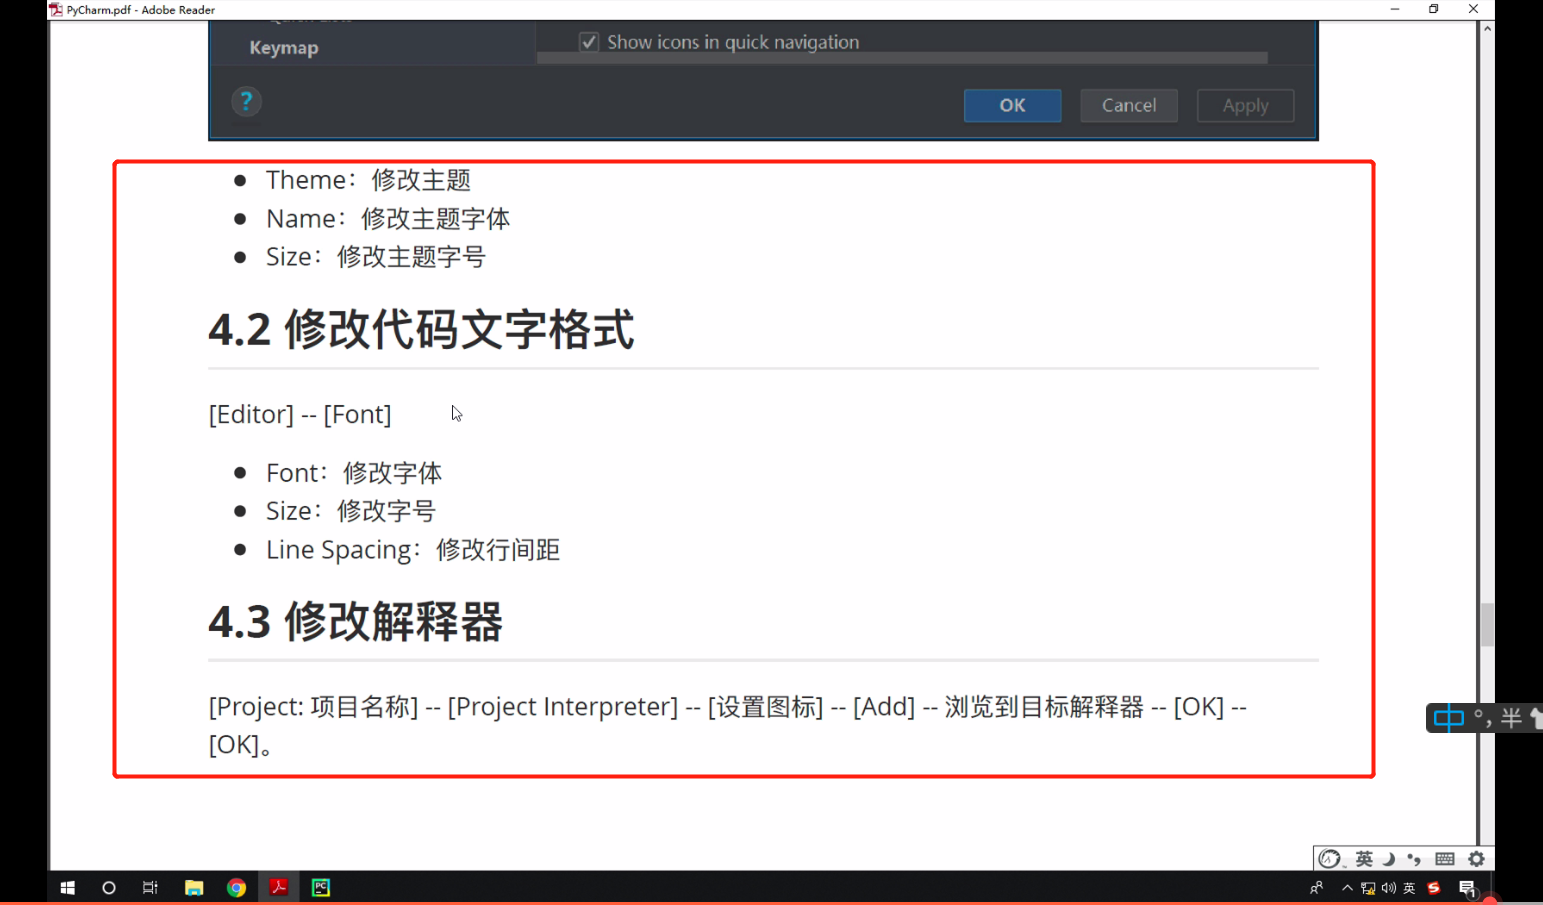 PyCharm.pdf - Adobe Reader
Keymap
Show icons in quick navigation
?
OK
Cancel
Apply
● Theme：修改主题
● Name：修改主题字体
● Size：修改主题字号
4.2 修改代码文字格式
[Editor] -- [Font]
● Font：修改字体
● Size：修改字号
● Line Spacing：修改行间距
4.3 修改解释器
[Project: 项目名称] -- [Project Interpreter] -- [设置图标] -- [Add] -- 浏览到目标解释器 -- [OK] --
[OK]。
中 °, 半
英
PC
英
1